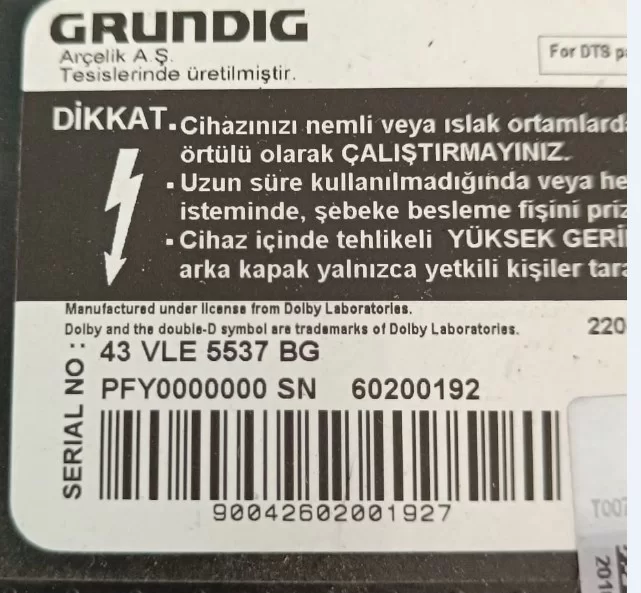 GRUNDIG
Arçelik A.Ş.
Tesislerinde üretilmiştir.
For DTS
DİKKAT
▪ Cihazınızı nemli veya ıslak ortamlard
örtülü olarak ÇALIŞTIRMAYINIZ.
▪ Uzun süre kullanılmadığında veya he
isteminde, şebeke besleme fişini priz
▪ Cihaz içinde tehlikeli YÜKSEK GERİ
arka kapak yalnızca yetkili kişiler tara
Manufactured under license from Dolby Laboratories.
Dolby and the double-D symbol are trademarks of Dolby Laboratories.
220
SERIAL NO :
43 VLE 5537 BG
PFY0000000 SN 60200192
90042602001927
T007
201